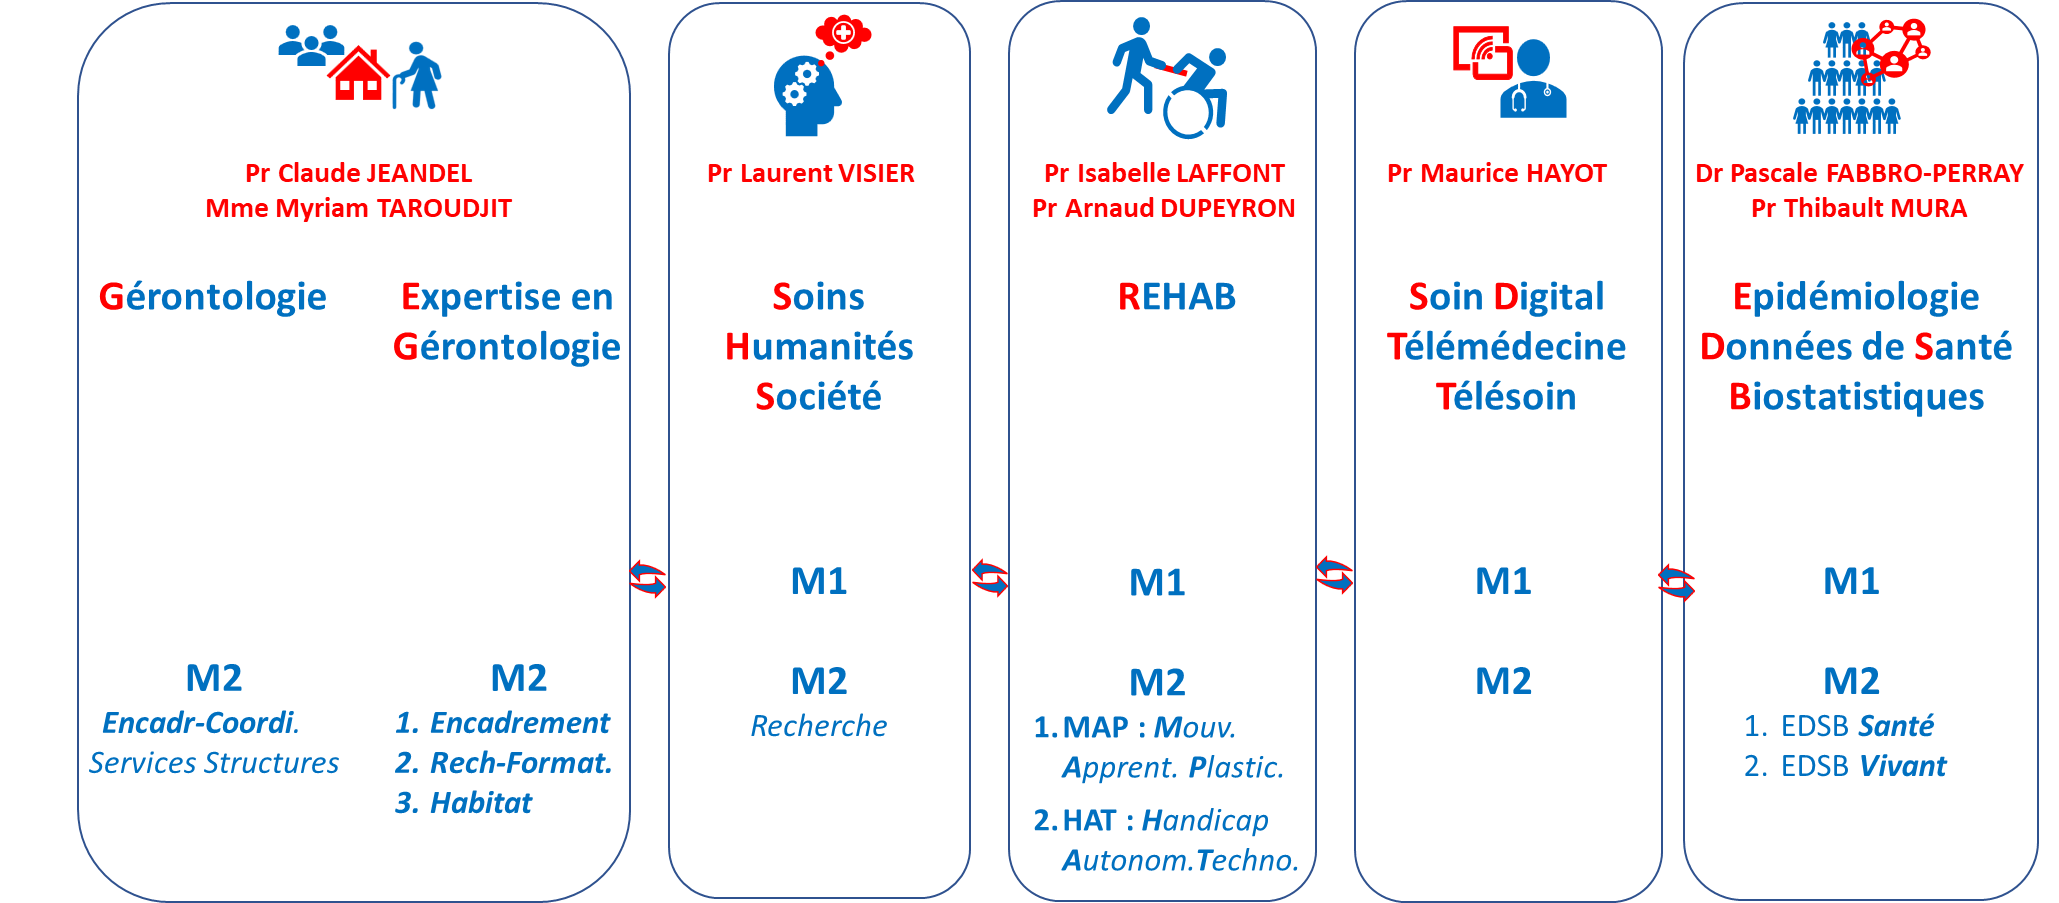 Pr Claude JEANDEL
Mme Myriam TAROUDJIT
Gérontologie
Expertise en
Gérontologie
M2
Encadr-Coordi.
Services Structures
M2
1. Encadrement
2. Rech-Format.
3. Habitat
Pr Laurent VISIER
Soins
Humanités
Société
M1
M2
Recherche
Pr Isabelle LAFFONT
Pr Arnaud DUPEYRON
REHAB
M1
M2
1. MAP : Mouv.
Apprent. Plastic.
2. HAT : Handicap
Autonom.Techno.
Pr Maurice HAYOT
Soin Digital
Télémédecine
Télésoin
M1
M2
Dr Pascale FABBRO-PERRAY
Pr Thibault MURA
Epidémiologie
Données de Santé
Biostatistiques
M1
M2
1. EDSB Santé
2. EDSB Vivant